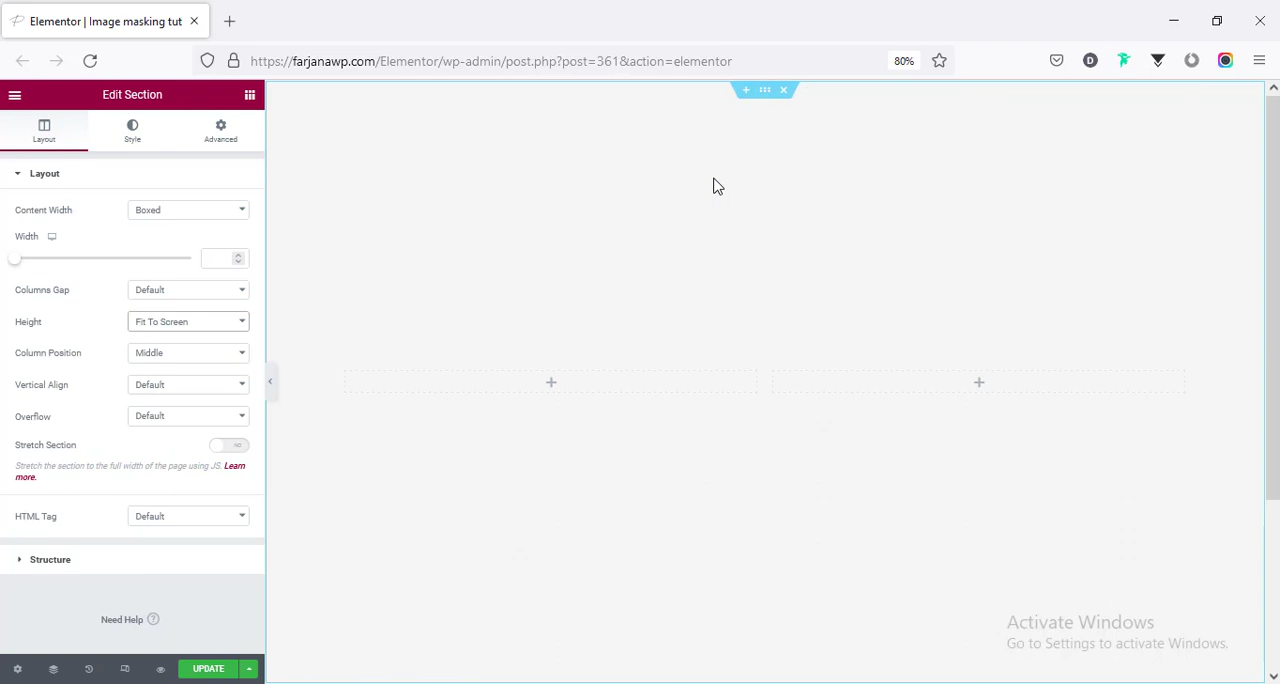 Elementor | Image masking tut
https://farjanawp.com/Elementor/wp-admin/post.php?post=361&action=elementor
80%
Edit Section
Layout
Style
Advanced
Layout
Content Width
Boxed
Width
Columns Gap
Default
Height
Fit To Screen
Column Position
Middle
Vertical Align
Default
Overflow
Default
Stretch Section
NO
Stretch the section to the full width of the page using JS. Learn
more.
HTML Tag
Default
Structure
Need Help
UPDATE
Activate Windows
Go to Settings to activate Windows.